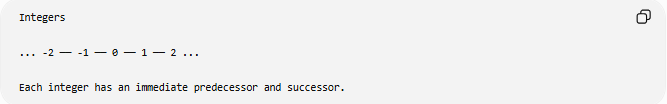 Integers
... -2 — -1 — 0 — 1 — 2 ...
Each integer has an immediate predecessor and successor.